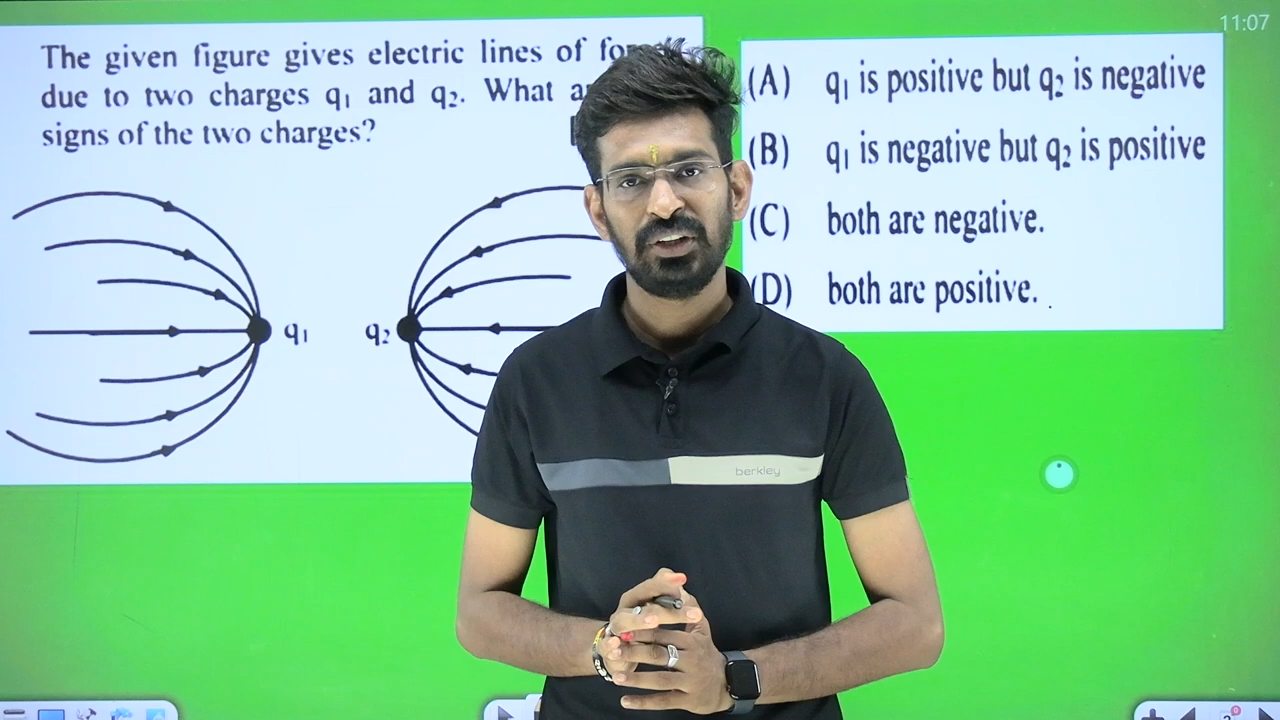 11:07
The given figure gives electric lines of
due to two charges q₁ and q₂. What
signs of the two charges?
q₁
q₂
(A) q₁ is positive but q₂ is negative
(B) q₁ is negative but q₂ is positive
(C) both are negative.
(D) both are positive.
berkley